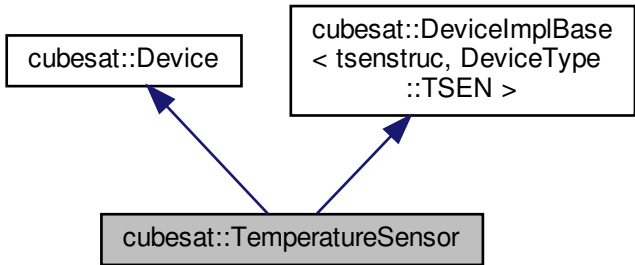 cubesat::Device
cubesat::DeviceImplBase
< tsenstruc, DeviceType
::TSEN >
cubesat::TemperatureSensor